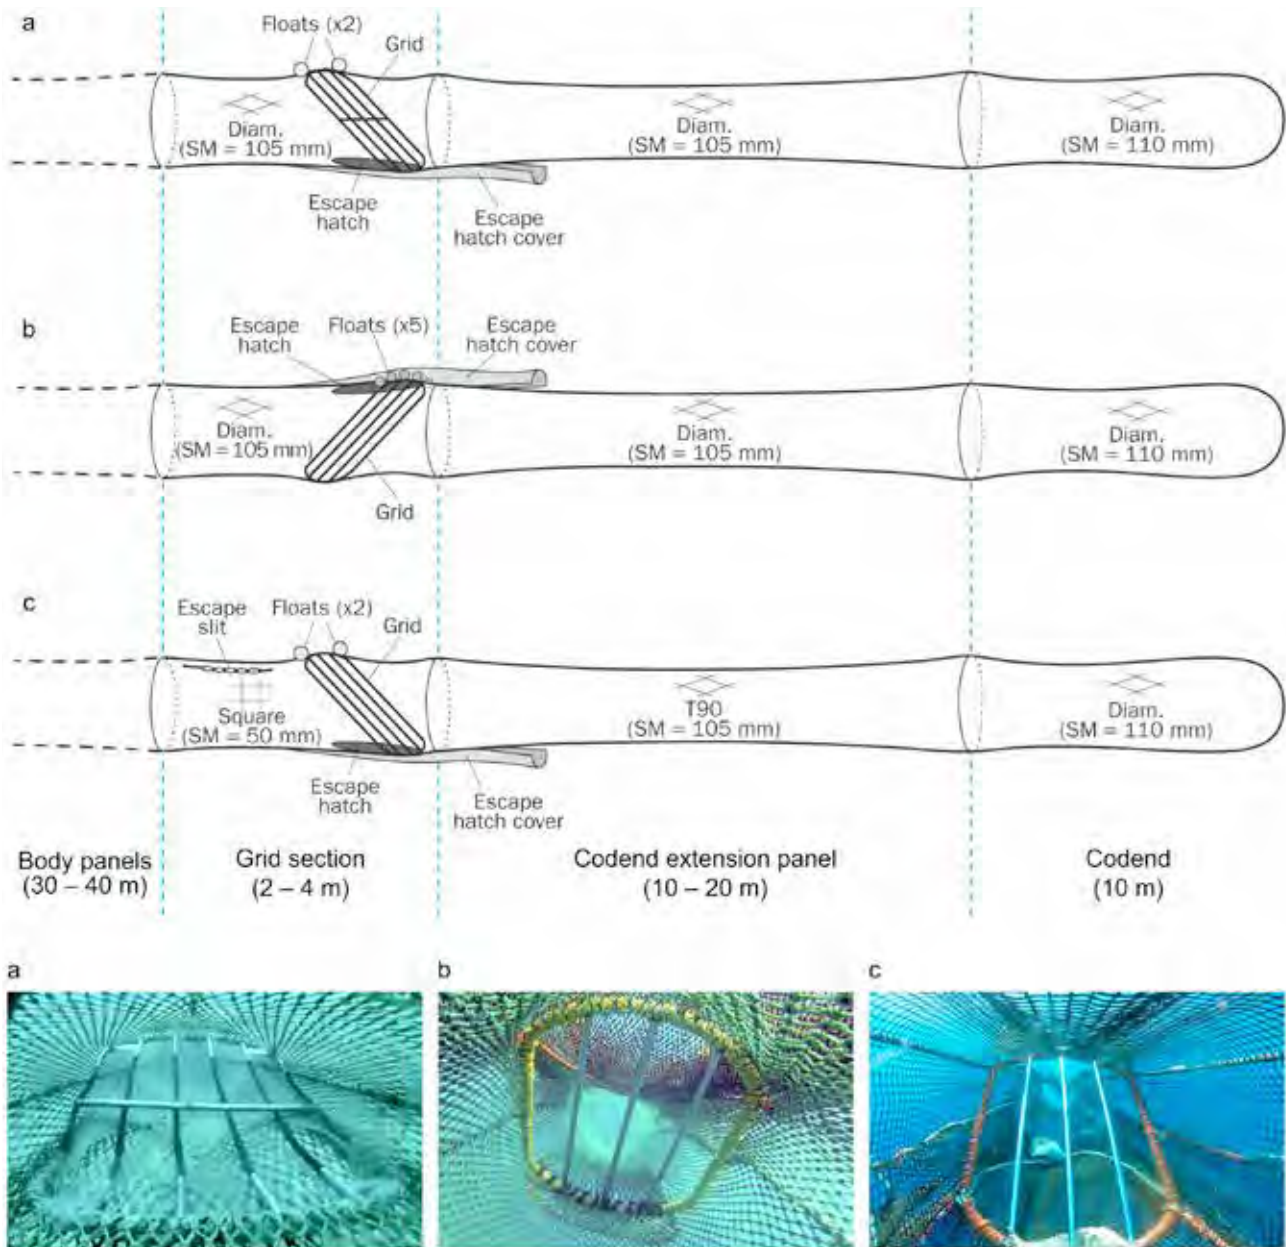 a
Floats (x2)
Grid
Diam.
(SM = 105 mm)
Diam.
(SM = 105 mm)
Diam.
(SM = 110 mm)
Escape
hatch
Escape
hatch cover
b
Escape
hatch
Floats (x5)
Escape
hatch cover
Diam.
(SM = 105 mm)
Diam.
(SM = 105 mm)
Diam.
(SM = 110 mm)
Grid
c
Escape
slit
Floats (x2)
Grid
Square
(SM = 50 mm)
T90
(SM = 105 mm)
Diam.
(SM = 110 mm)
Escape
hatch
Escape
hatch cover
Body panels
(30 – 40 m)
Grid section
(2 – 4 m)
Codend extension panel
(10 – 20 m)
Codend
(10 m)
a
b
c